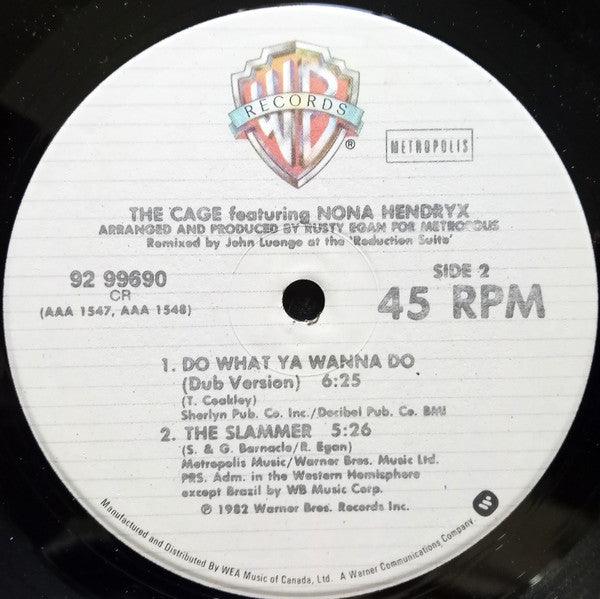 WB
RECORDS
®
METROPOLIS
THE CAGE featuring NONA HENDRYX
ARRANGED AND PRODUCED BY RUSTY EGAN FOR METROPOLIS
Remixed by John Luongo at the 'Reduction Suite'
92 99690
CR
(AAA 1547, AAA 1548)
SIDE 2
45 RPM
1. DO WHAT YA WANNA DO
(Dub Version) 6:25
(T. Coakley)
Sherlyn Pub. Co. Inc./Decibel Pub. Co. BMI
2. THE SLAMMER 5:26
(S. & G. Barnacle/R. Egan)
Metropolis Music/Warner Bros. Music Ltd.
PRS. Adm. in the Western Hemisphere
except Brazil by WB Music Corp.
℗ 1982 Warner Bros. Records Inc.
Manufactured and Distributed By WEA Music of Canada, Ltd. A Warner Communications Company